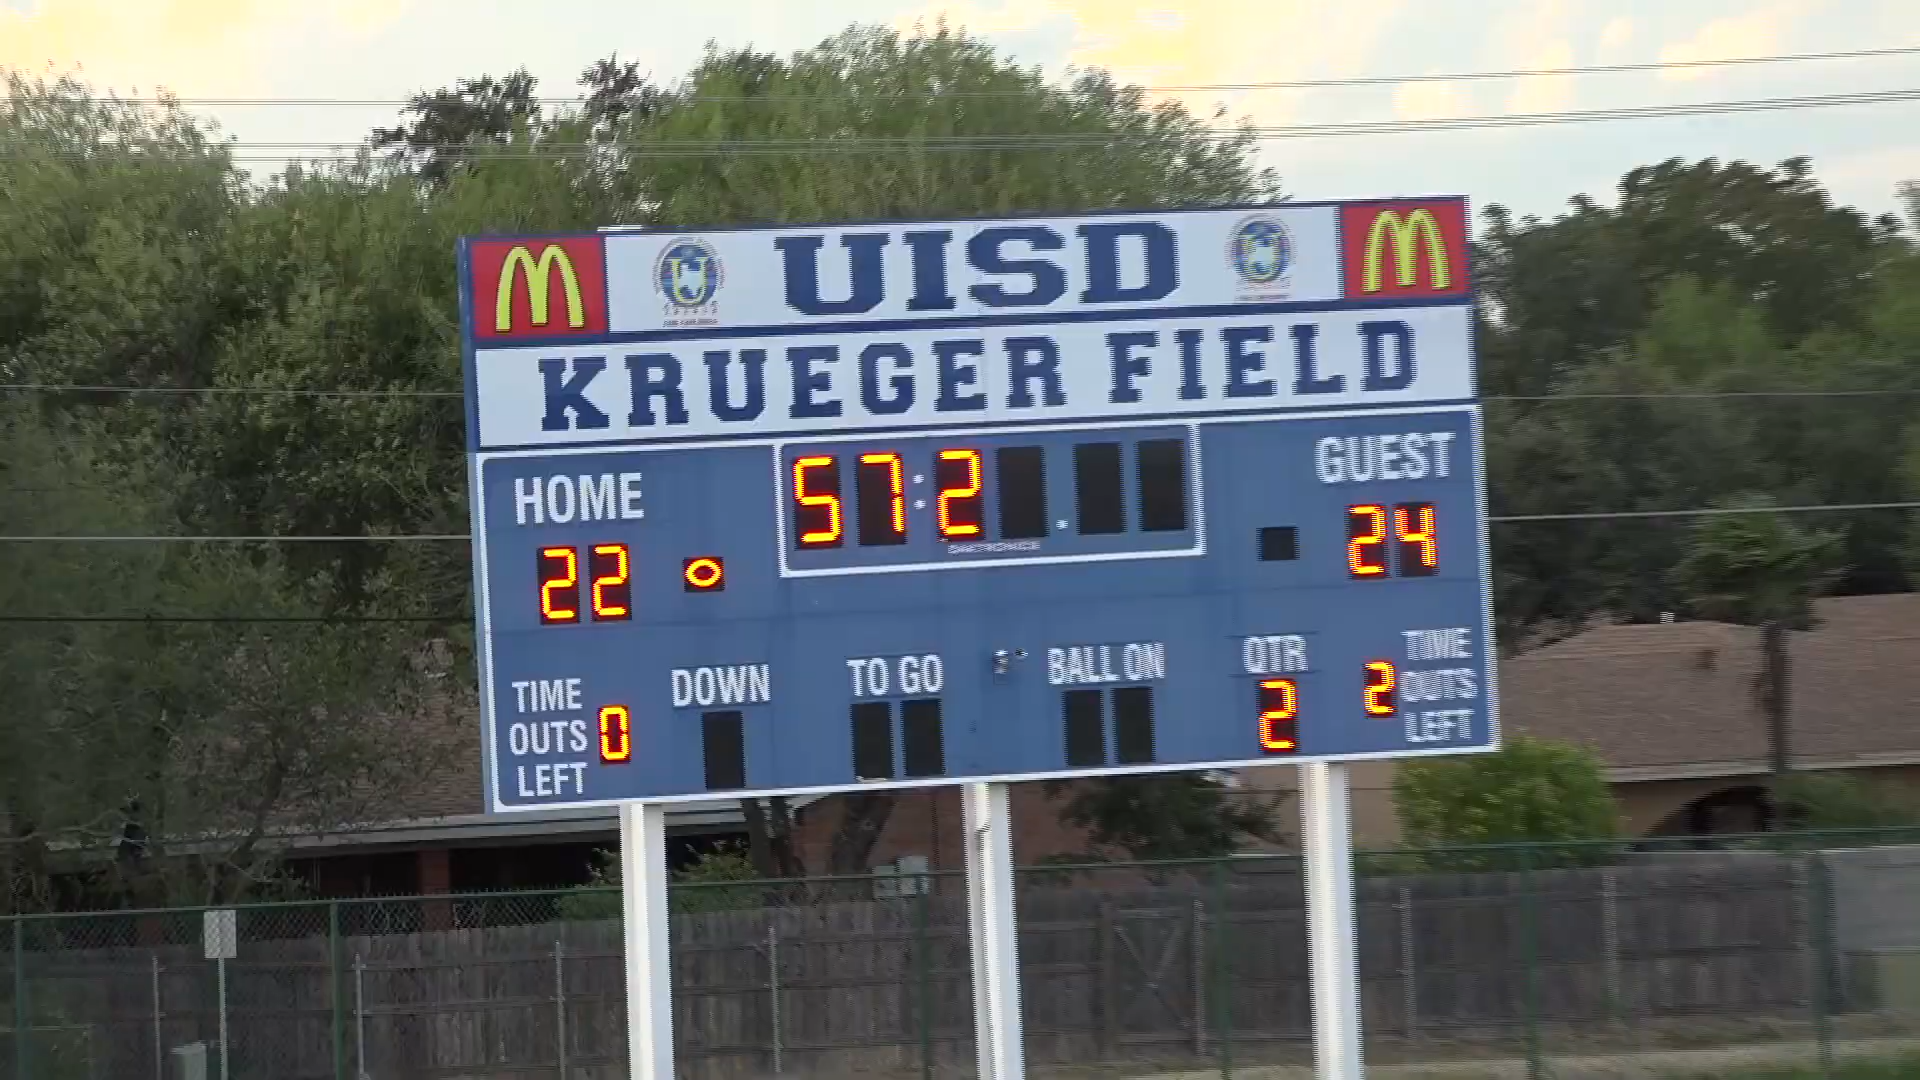 UISD
KRUEGER FIELD
HOME
57:2
GUEST
22
24
DAKTRONICS
TIME OUTS LEFT
0
DOWN
TO GO
BALL ON
QTR
2
2
TIME OUTS LEFT